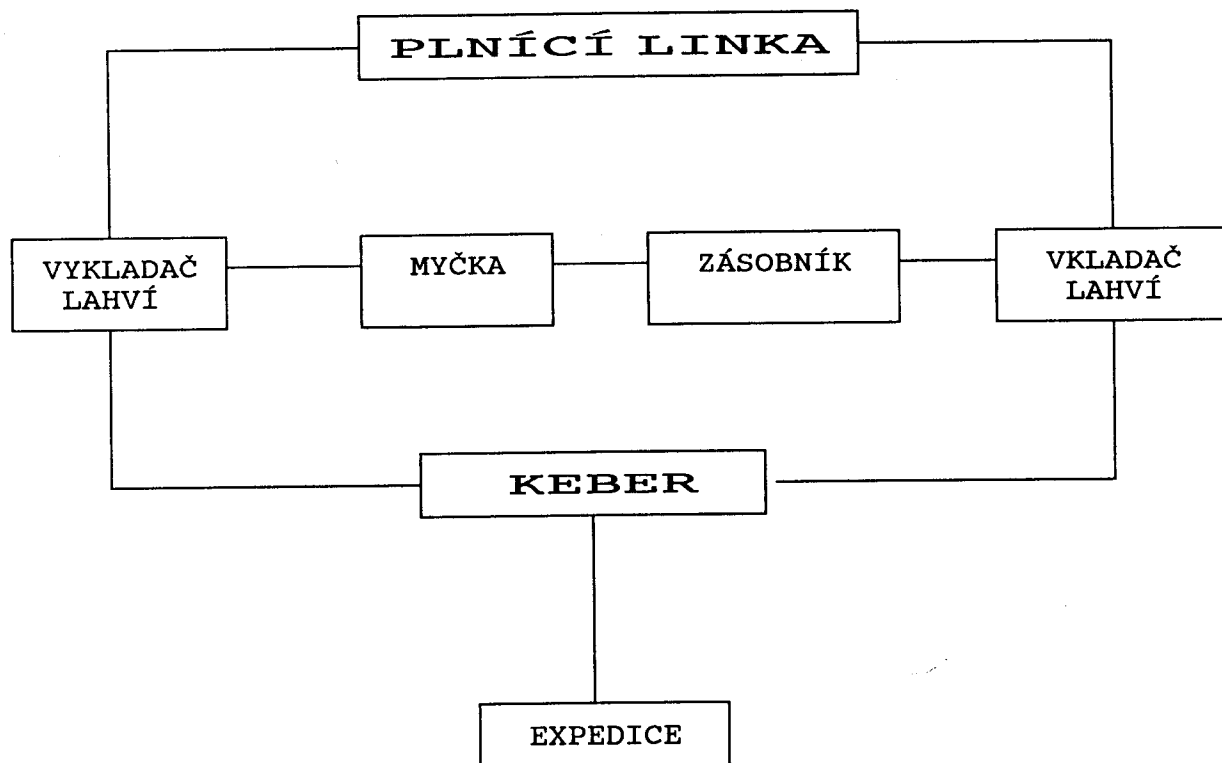 PLNÍCÍ LINKA
VYKLADAČ
LAHVÍ
MYČKA
ZÁSOBNÍK
VKLADAČ
LAHVÍ
KEBER
EXPEDICE